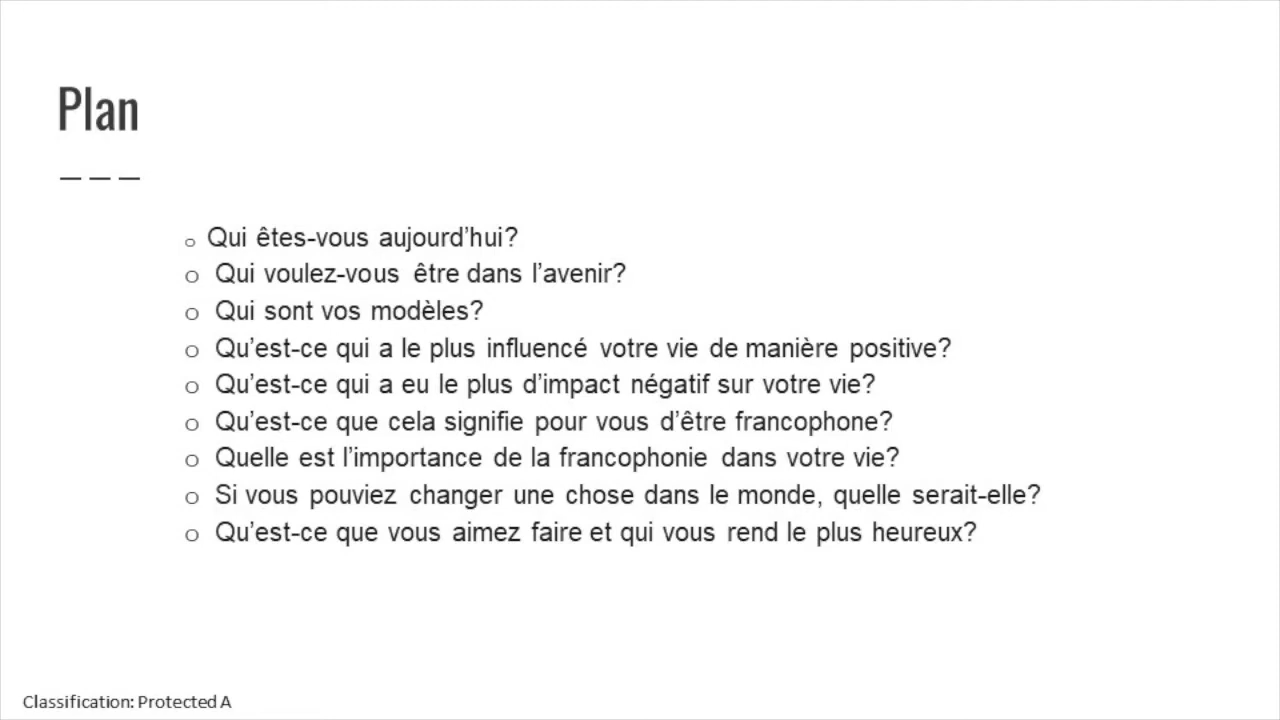 Plan
o Qui êtes-vous aujourd’hui?
o Qui voulez-vous être dans l’avenir?
o Qui sont vos modèles?
o Qu’est-ce qui a le plus influencé votre vie de manière positive?
o Qu’est-ce qui a eu le plus d’impact négatif sur votre vie?
o Qu’est-ce que cela signifie pour vous d’être francophone?
o Quelle est l’importance de la francophonie dans votre vie?
o Si vous pouviez changer une chose dans le monde, quelle serait-elle?
o Qu’est-ce que vous aimez faire et qui vous rend le plus heureux?
Classification: Protected A